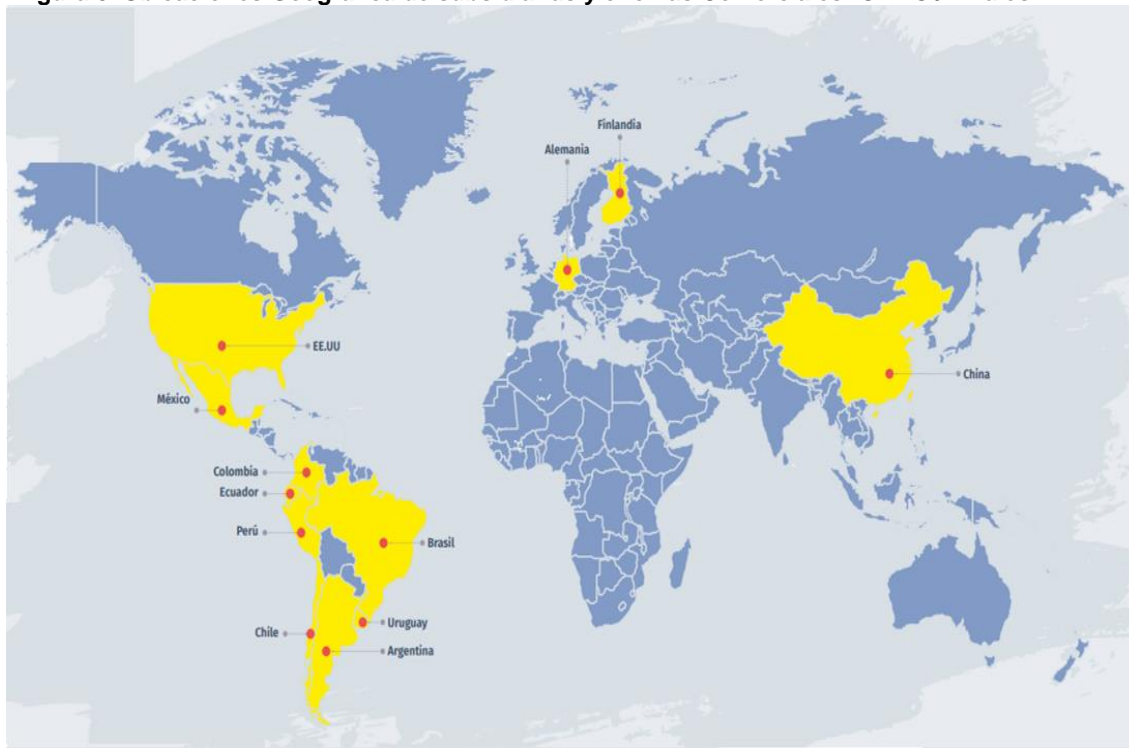 Finlandia
Alemania
EE.UU
China
México
Colombia
Ecuador
Perú
Brasil
Uruguay
Chile
Argentina